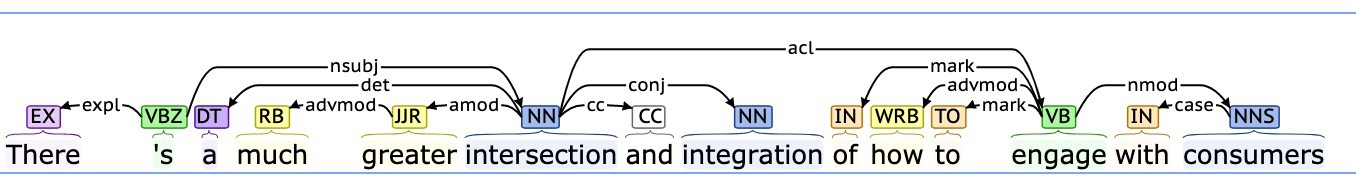 acl
nsubj mark
det conj advmod nmod
expl advmod amod cc mark case
EX VBZ DT RB JJR NN CC NN IN WRB TO VB IN NNS
There 's a much greater intersection and integration of how to engage with consumers